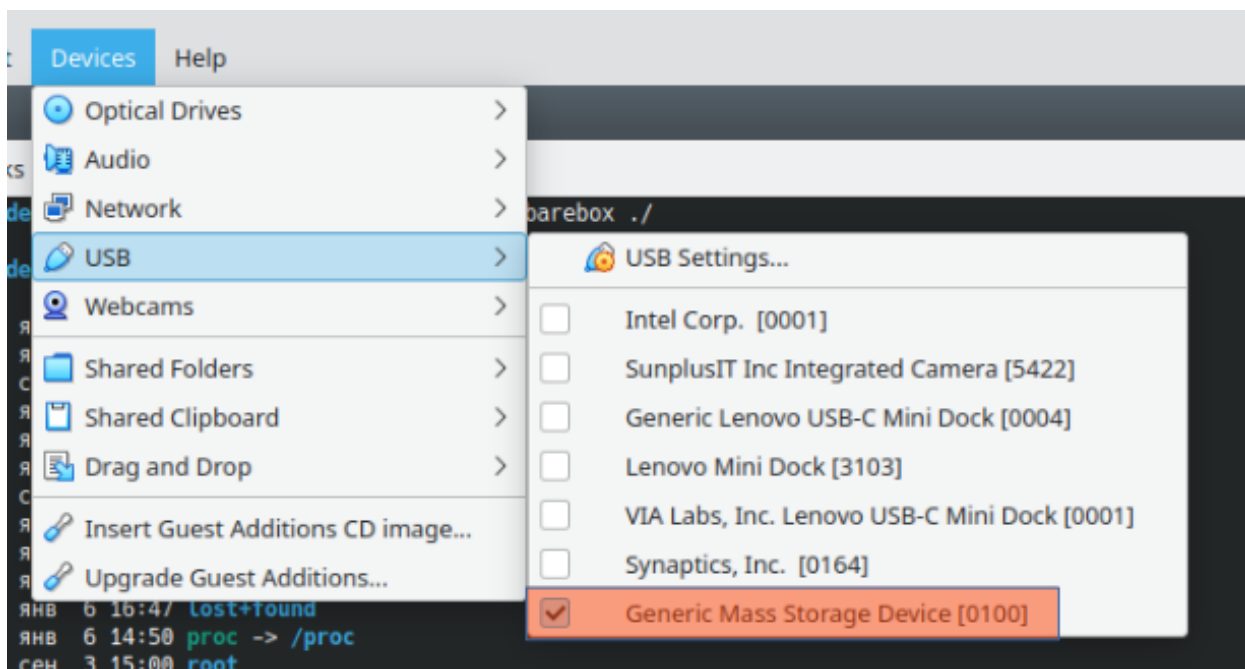 Devices Help
Optical Drives
Audio
Network
barebox ./
USB
USB Settings...
Webcams
Intel Corp. [0001]
Shared Folders
SunplusIT Inc Integrated Camera [5422]
Shared Clipboard
Generic Lenovo USB-C Mini Dock [0004]
Drag and Drop
Lenovo Mini Dock [3103]
Insert Guest Additions CD image...
VIA Labs, Inc. Lenovo USB-C Mini Dock [0001]
Upgrade Guest Additions...
Synaptics, Inc. [0164]
Generic Mass Storage Device [0100]
янв 6 16:47 lost+found
янв 6 14:50 proc -> /proc
сен 3 15:00 root